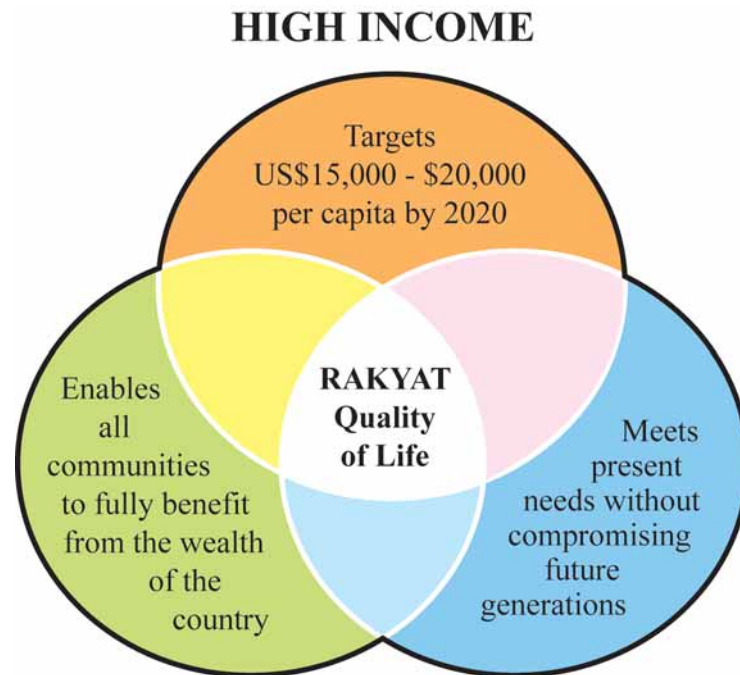 HIGH INCOME
Targets
US$15,000 - $20,000
per capita by 2020
RAKYAT
Quality
of Life
Enables
all
communities
to fully benefit
from the wealth
of the
country
Meets
present
needs without
compromising
future
generations